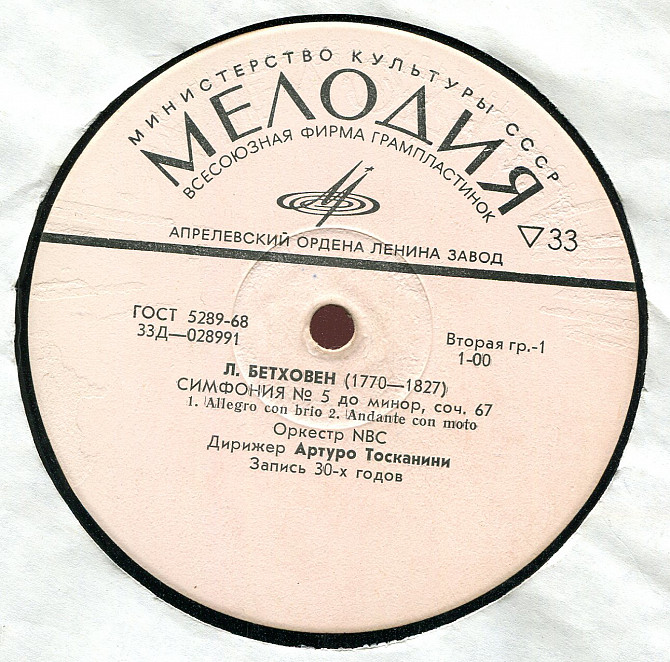 МИНИСТЕРСТВО КУЛЬТУРЫ СССР
МЕЛОДИЯ
ВСЕСОЮЗНАЯ ФИРМА ГРАМПЛАСТИНОК
АПРЕЛЕВСКИЙ ОРДЕНА ЛЕНИНА ЗАВОД
▽33
ГОСТ 5289-68
33Д—028991
Вторая гр.-1
1-00
Л. БЕТХОВЕН (1770—1827)
СИМФОНИЯ № 5 до минор, соч. 67
1. Allegro con brio 2. Andante con moto
Оркестр NBC
Дирижер Артуро Тосканини
Запись 30-х годов